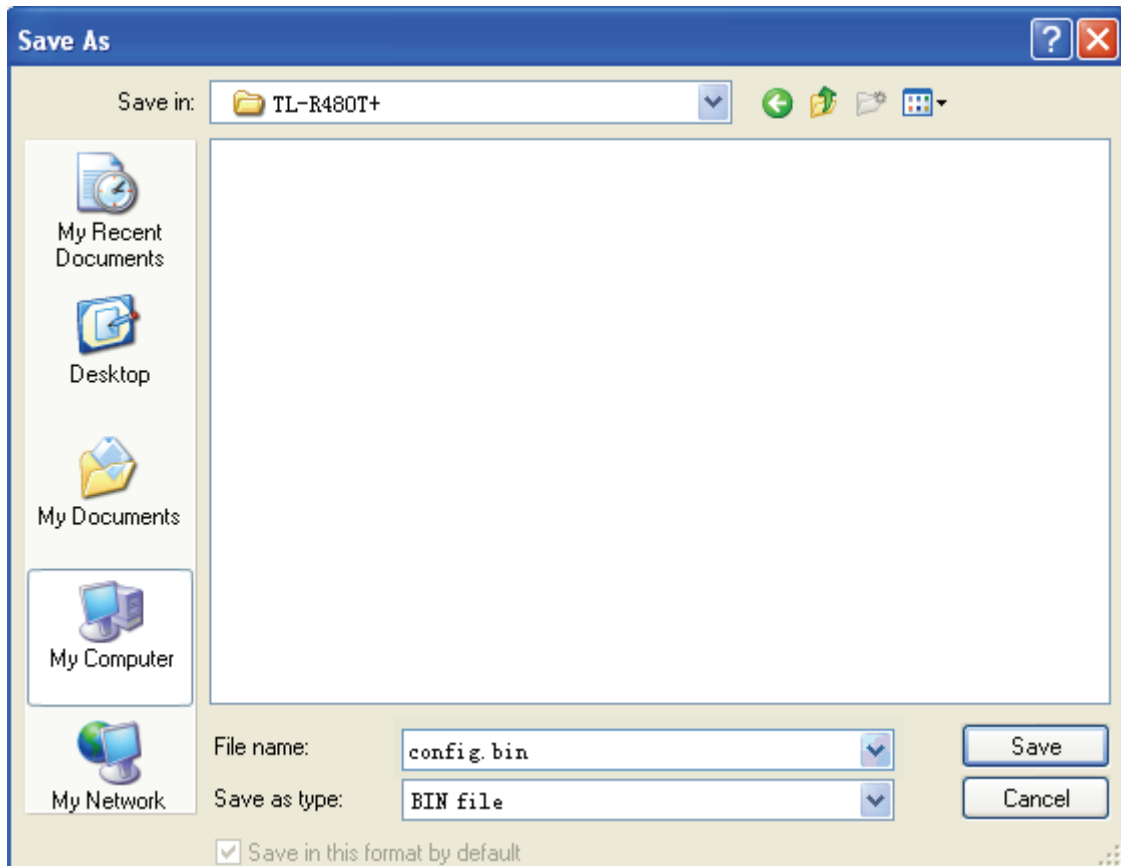 Save As
Save in:
TL-R480T+
My Recent
Documents
Desktop
My Documents
My Computer
My Network
File name:
config.bin
Save
Save as type:
BIN file
Cancel
Save in this format by default